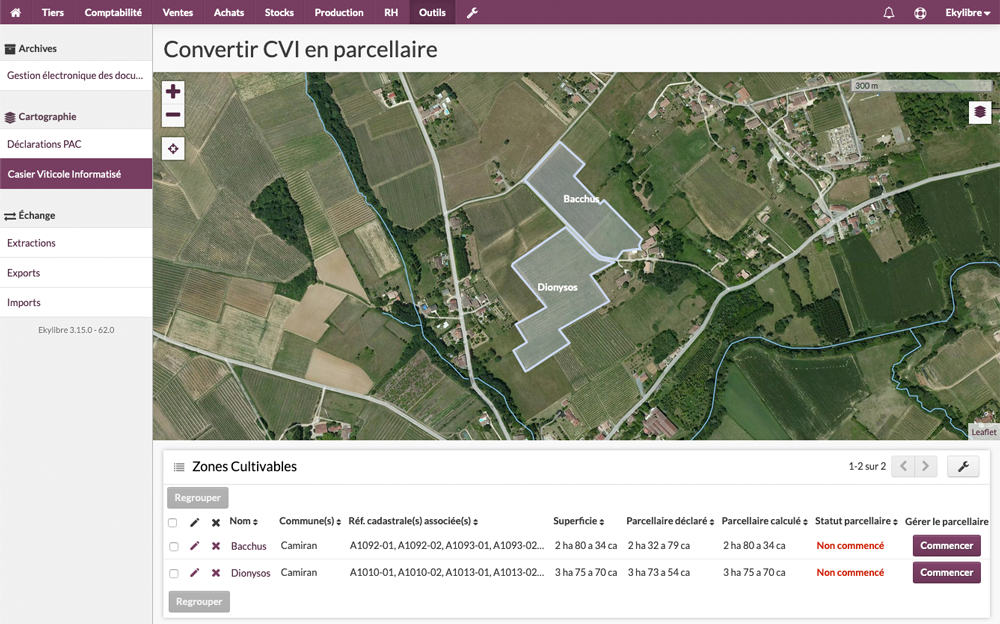 Tiers Comptabilité Ventes Achats Stocks Production RH Outils Ekylibre
Archives
Gestion électronique des docu...
Cartographie
Déclarations PAC
Casier Viticole Informatisé
Échange
Extractions
Exports
Imports
Ekylibre 3.15.0 - 62.0
Convertir CVI en parcellaire
300 m
Bacchus
Dionysos
Leaflet
Zones Cultivables
1-2 sur 2
Regrouper
Nom Commune(s) Réf. cadastrale(s) associée(s) Superficie Parcellaire déclaré Parcellaire calculé Statut parcellaire Gérer le parcellaire
Bacchus Camiran A1092-01, A1092-02, A1093-01, A1093-02... 2 ha 80 a 34 ca 2 ha 32 a 79 ca 2 ha 80 a 34 ca Non commencé Commencer
Dionysos Camiran A1010-01, A1010-02, A1013-01, A1013-02... 3 ha 75 a 70 ca 3 ha 73 a 54 ca 3 ha 75 a 70 ca Non commencé Commencer
Regrouper